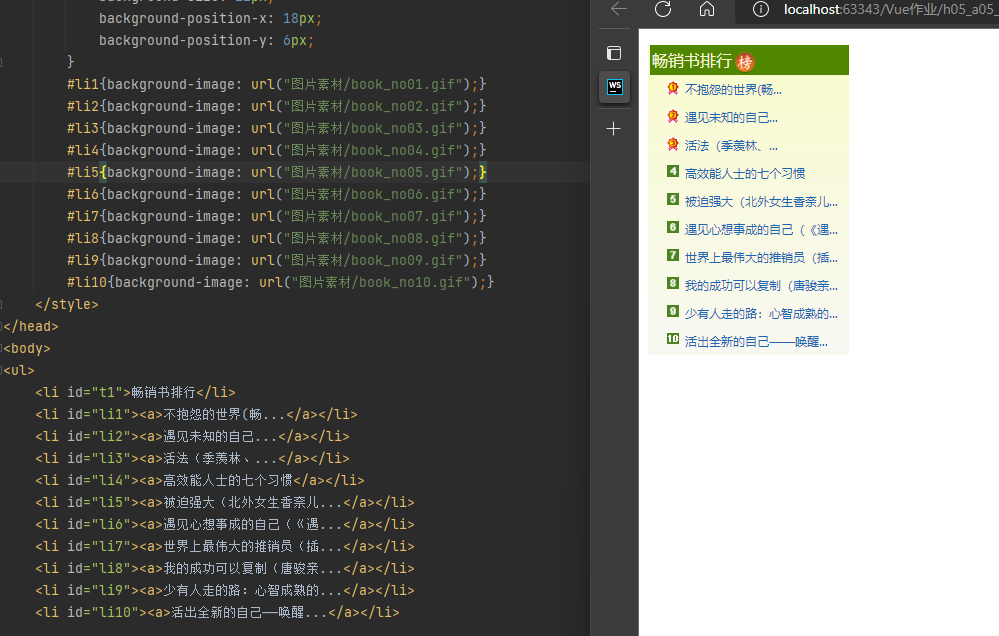 background-position-x: 18px;
background-position-y: 6px;
}
#li1{background-image: url("图片素材/book_no01.gif");}
#li2{background-image: url("图片素材/book_no02.gif");}
#li3{background-image: url("图片素材/book_no03.gif");}
#li4{background-image: url("图片素材/book_no04.gif");}
#li5{background-image: url("图片素材/book_no05.gif");}
#li6{background-image: url("图片素材/book_no06.gif");}
#li7{background-image: url("图片素材/book_no07.gif");}
#li8{background-image: url("图片素材/book_no08.gif");}
#li9{background-image: url("图片素材/book_no09.gif");}
#li10{background-image: url("图片素材/book_no10.gif");}
</style>
</head>
<body>
<ul>
<li id="t1">畅销书排行</li>
<li id="li1"><a>不抱怨的世界(畅...</a></li>
<li id="li2"><a>遇见未知的自己...</a></li>
<li id="li3"><a>活法（季羡林、...</a></li>
<li id="li4"><a>高效能人士的七个习惯</a></li>
<li id="li5"><a>被迫强大（北外女生香奈儿...</a></li>
<li id="li6"><a>遇见心想事成的自己（《遇...</a></li>
<li id="li7"><a>世界上最伟大的推销员（插...</a></li>
<li id="li8"><a>我的成功可以复制（唐骏亲...</a></li>
<li id="li9"><a>少有人走的路：心智成熟的...</a></li>
<li id="li10"><a>活出全新的自己——唤醒...</a></li>
localhost:63343/Vue作业/h05_a05_
WS
畅销书排行 榜
1 不抱怨的世界(畅...
2 遇见未知的自己...
3 活法（季羡林、...
4 高效能人士的七个习惯
5 被迫强大（北外女生香奈儿...
6 遇见心想事成的自己（《遇...
7 世界上最伟大的推销员（插...
8 我的成功可以复制（唐骏亲...
9 少有人走的路：心智成熟的...
10 活出全新的自己——唤醒...